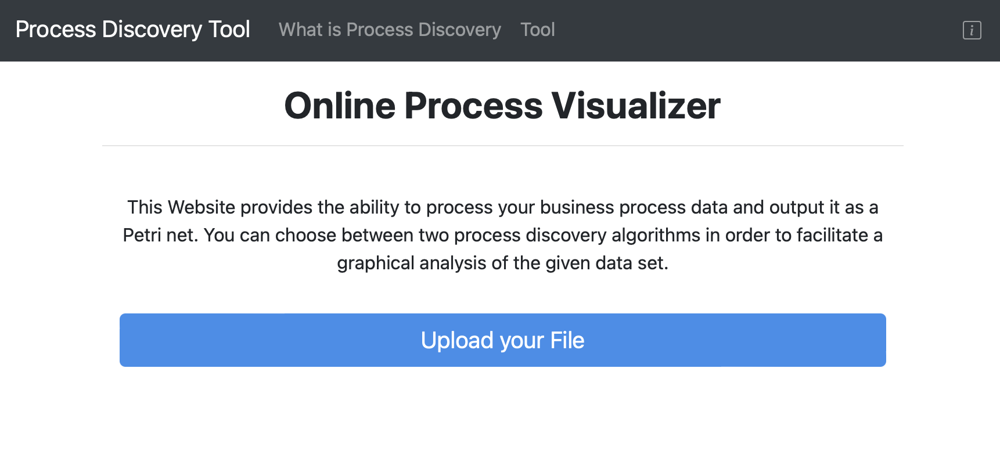 Process Discovery Tool What is Process Discovery Tool i
Online Process Visualizer
This Website provides the ability to process your business process data and output it as a
Petri net. You can choose between two process discovery algorithms in order to facilitate a
graphical analysis of the given data set.
Upload your File